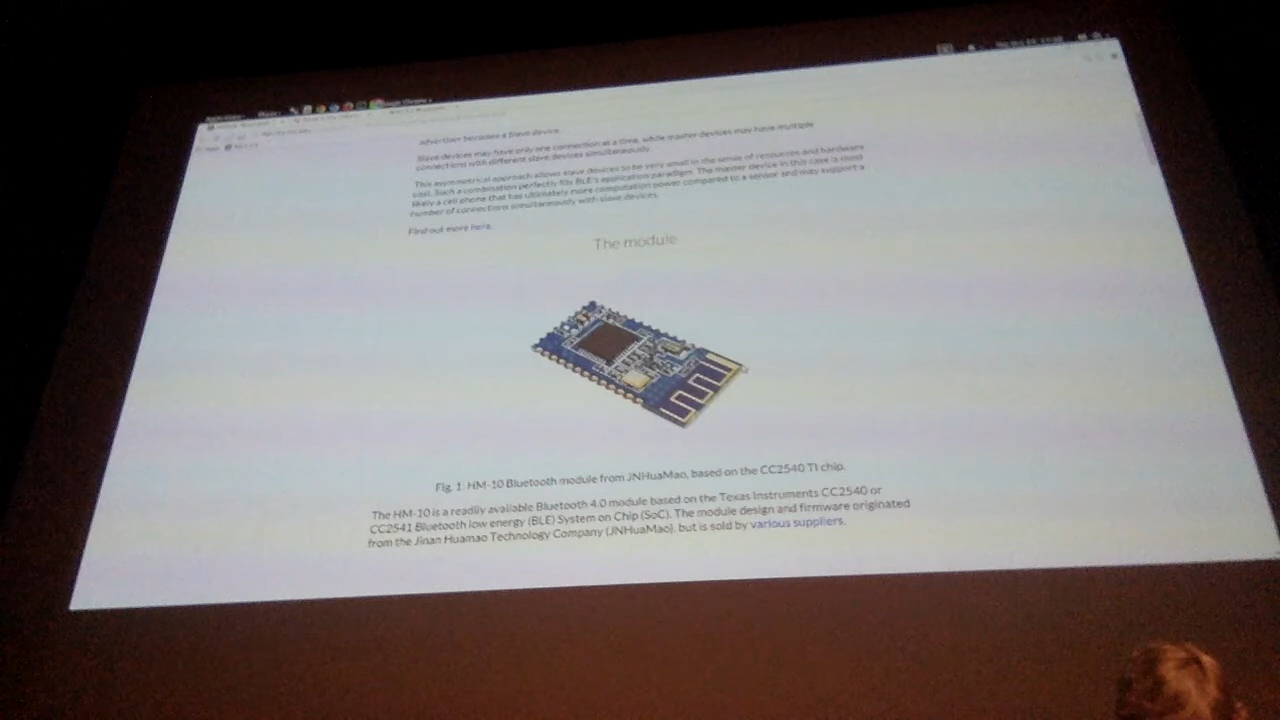 advertiser becomes a Slave device.
Slave devices may have only one connection at a time, while master devices may have multiple
connections with different slave devices simultaneously.
This asymmetrical approach allows slave devices to be very small in the sense of resources and hardware
cost. Such a combination perfectly fits BLE's application paradigm. The master device in this case is most
likely a cell phone that has ultimately more computation power compared to a sensor and may support a
number of connections simultaneously with slave devices.
Find out more here.
The module
Fig. 1: HM-10 Bluetooth module from JNHuaMao, based on the CC2540 TI chip.
The HM-10 is a readily available Bluetooth 4.0 module based on the Texas Instruments CC2540 or
CC2541 Bluetooth low energy (BLE) System on Chip (SoC). The module design and firmware originated
from the Jinan Huamao Technology Company (JNHuaMao), but is sold by various suppliers.